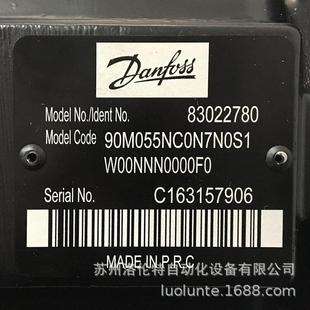 Danfoss
Model No./Ident No. 83022780
Model Code 90M055NC0N7N0S1
W00NNN0000F0
Serial No. C163157906
MADE IN P.R.C
苏州洛伦特自动化设备有限公司
luolunte.1688.com